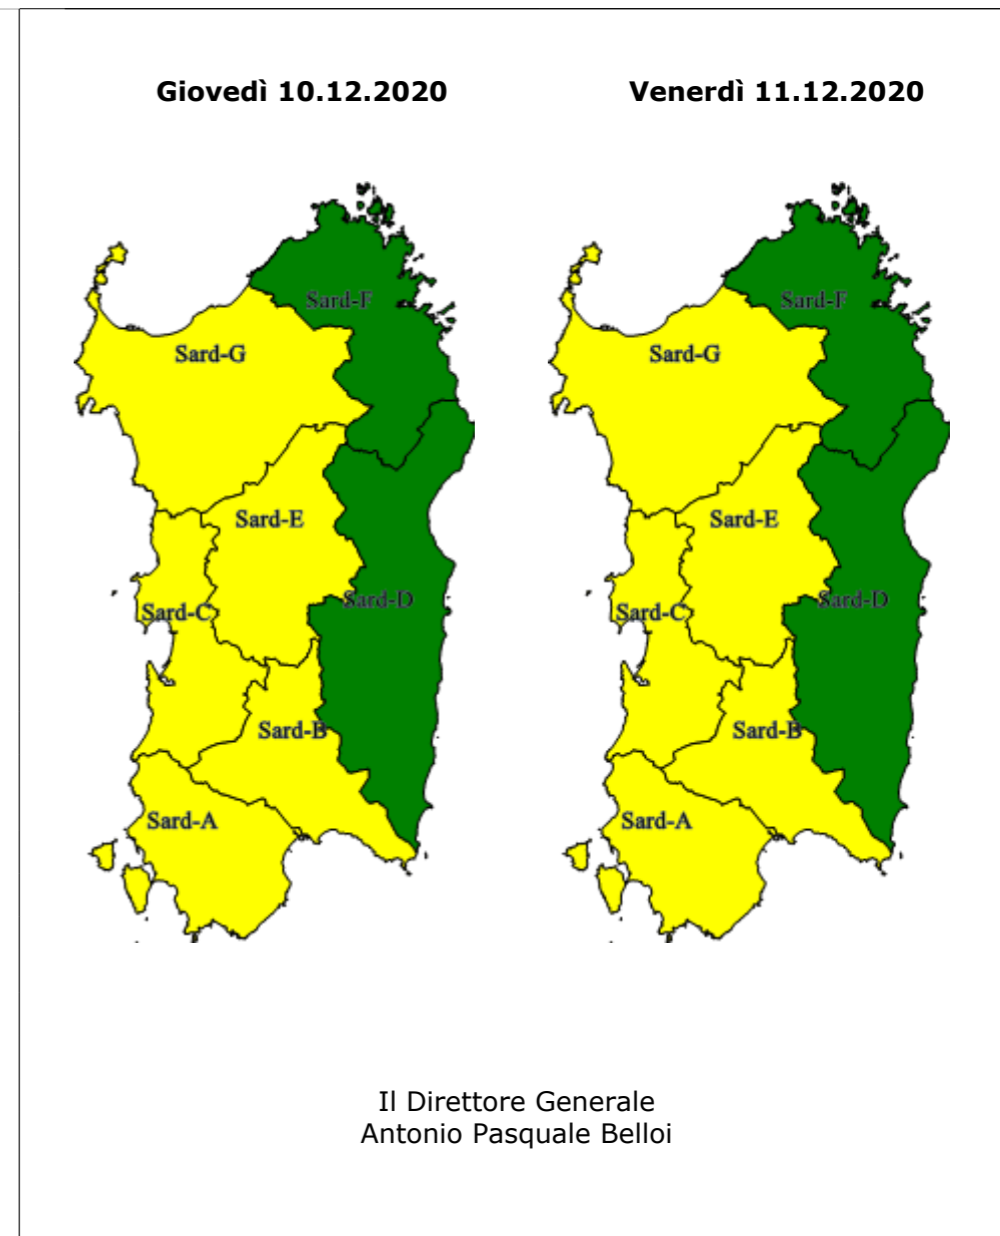 Giovedì 10.12.2020
Venerdì 11.12.2020
Sard-F
Sard-G
Sard-E
Sard-D
Sard-C
Sard-B
Sard-A
Sard-F
Sard-G
Sard-E
Sard-D
Sard-C
Sard-B
Sard-A
Il Direttore Generale
Antonio Pasquale Belloi